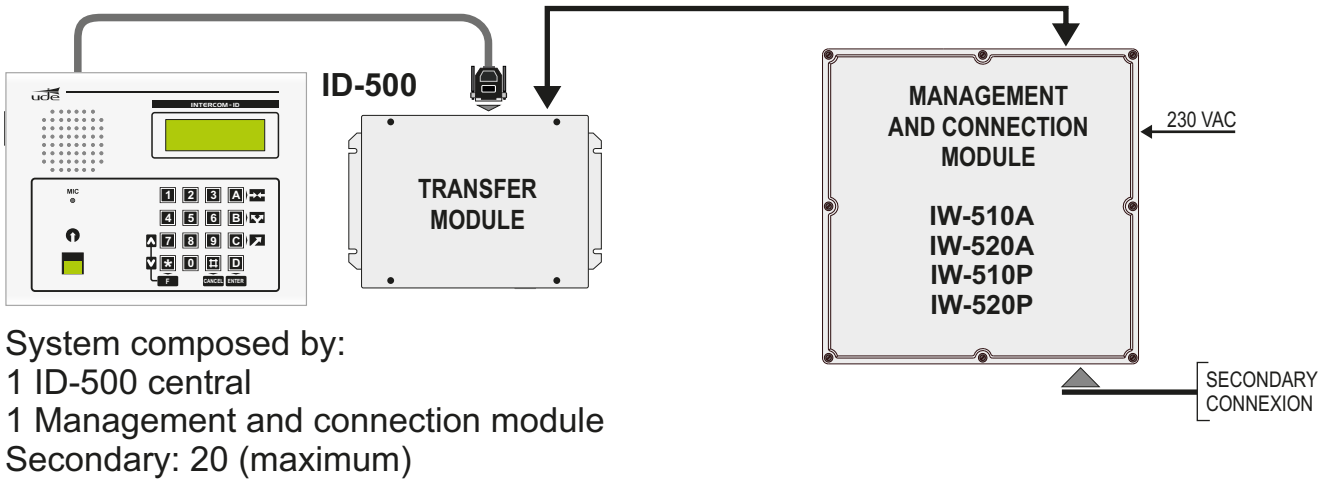 ude
INTERCOM - ID
MIC
1 2 3 A
4 5 6 B
7 8 9 C
* 0 # D
F CANCEL ENTER
ID-500
TRANSFER
MODULE
MANAGEMENT
AND CONNECTION
MODULE
IW-510A
IW-520A
IW-510P
IW-520P
230 VAC
SECONDARY
CONNEXION
System composed by:
1 ID-500 central
1 Management and connection module
Secondary: 20 (maximum)